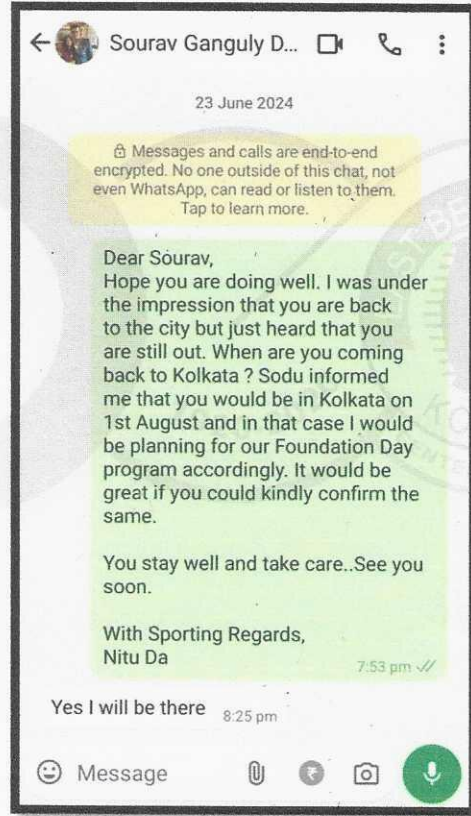 Sourav Ganguly D...
23 June 2024
Messages and calls are end-to-end
encrypted. No one outside of this chat, not
even WhatsApp, can read or listen to them.
Tap to learn more.
Dear Sourav,
Hope you are doing well. I was under
the impression that you are back
to the city but just heard that you
are still out. When are you coming
back to Kolkata ? Sodu informed
me that you would be in Kolkata on
1st August and in that case I would
be planning for our Foundation Day
program accordingly. It would be
great if you could kindly confirm the
same.
You stay well and take care..See you
soon.
With Sporting Regards,
Nitu Da
7:53 pm
Yes I will be there 8:25 pm
Message